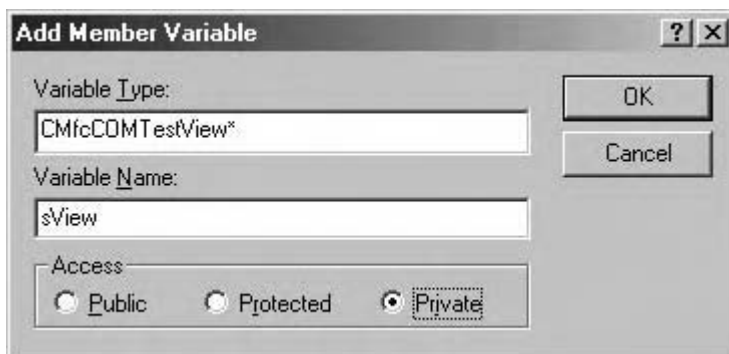 Add Member Variable
Variable Type:
OK
CMfcCOMTestView*
Cancel
Variable Name:
sView
Access
Public Protected Private